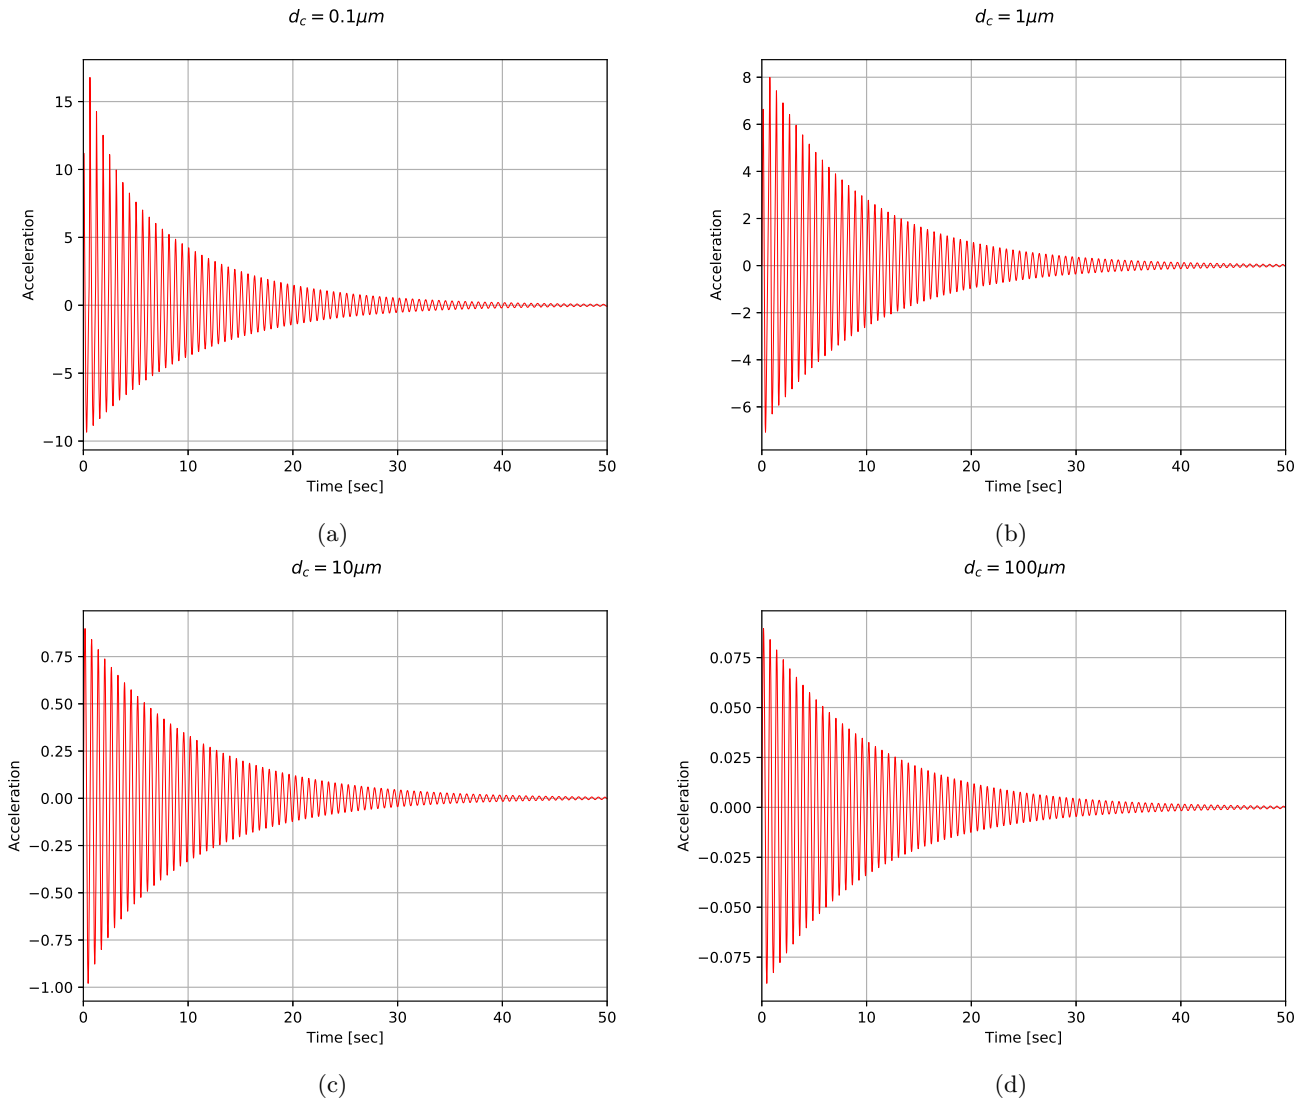 d_c = 0.1μm
15
10
5
0
−5
−10
Acceleration
0 10 20 30 40 50
Time [sec]
(a)
d_c = 1μm
8
6
4
2
0
−2
−4
−6
Acceleration
0 10 20 30 40 50
Time [sec]
(b)
d_c = 10μm
0.75
0.50
0.25
0.00
−0.25
−0.50
−0.75
−1.00
Acceleration
0 10 20 30 40 50
Time [sec]
(c)
d_c = 100μm
0.075
0.050
0.025
0.000
−0.025
−0.050
−0.075
Acceleration
0 10 20 30 40 50
Time [sec]
(d)